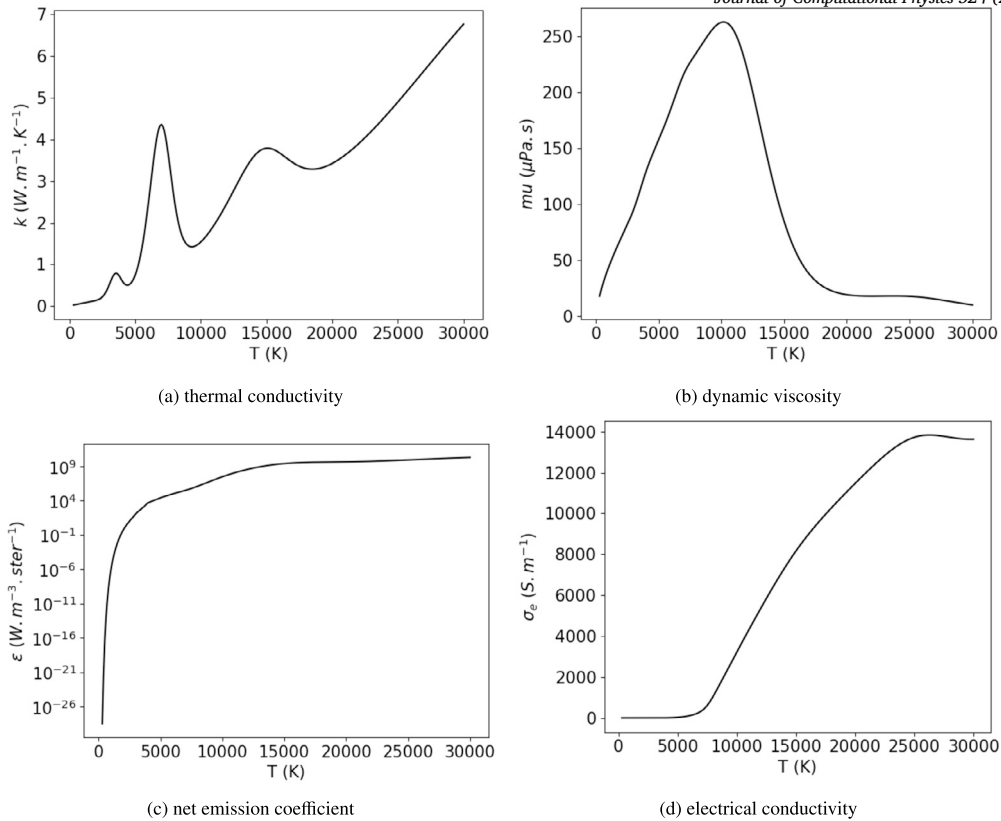 Journal of Computational Physics
7
6
5
4
3
2
1
0
k (W.m⁻¹.K⁻¹)
0 5000 10000 15000 20000 25000 30000
T (K)
(a) thermal conductivity
250
200
150
100
50
0
mu (μPa.s)
0 5000 10000 15000 20000 25000 30000
T (K)
(b) dynamic viscosity
10⁹
10⁴
10⁻¹
10⁻⁶
10⁻¹¹
10⁻¹⁶
10⁻²¹
10⁻²⁶
ε (W.m⁻³.ster⁻¹)
0 5000 10000 15000 20000 25000 30000
T (K)
(c) net emission coefficient
14000
12000
10000
8000
6000
4000
2000
0
σₑ (S.m⁻¹)
0 5000 10000 15000 20000 25000 30000
T (K)
(d) electrical conductivity